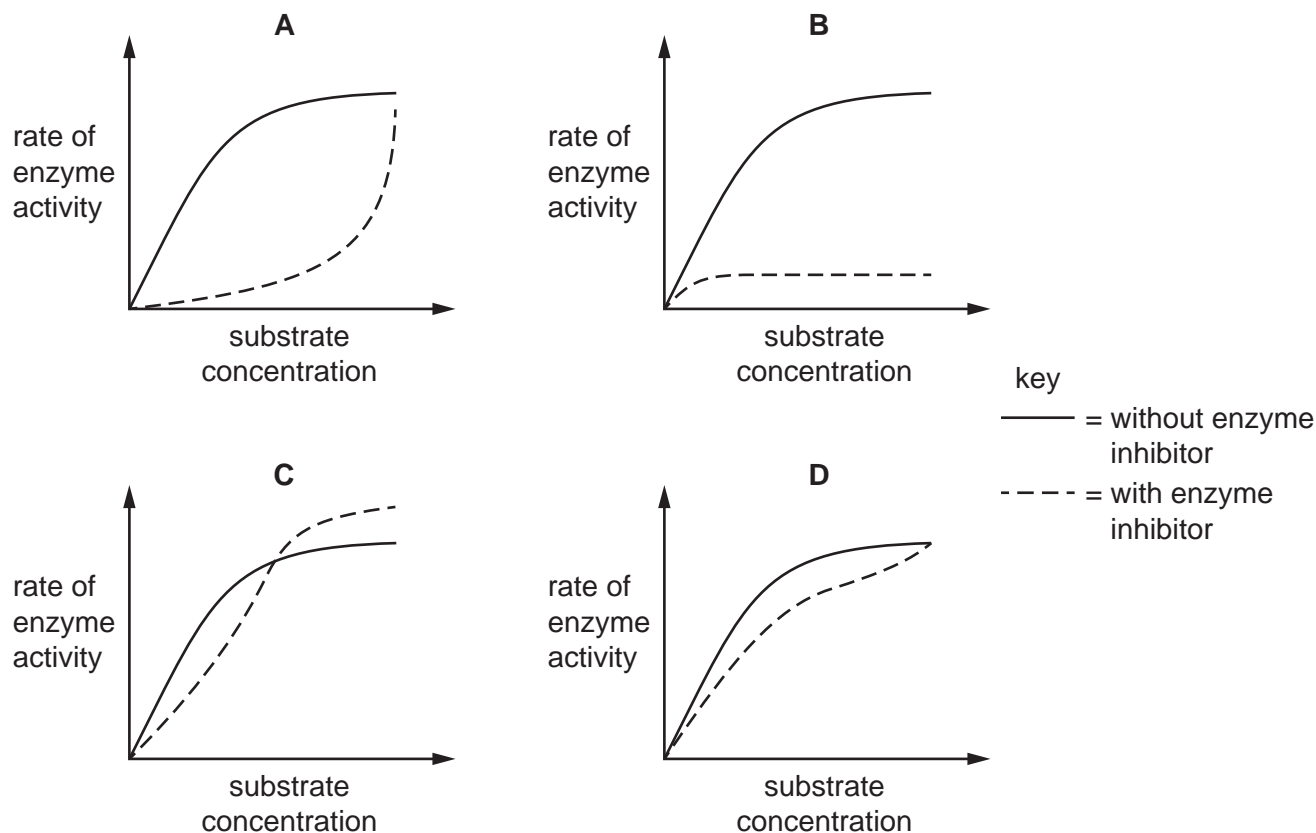 A
rate of
enzyme
activity
substrate
concentration
B
rate of
enzyme
activity
substrate
concentration
key
= without enzyme
inhibitor
= with enzyme
inhibitor
C
rate of
enzyme
activity
substrate
concentration
D
rate of
enzyme
activity
substrate
concentration